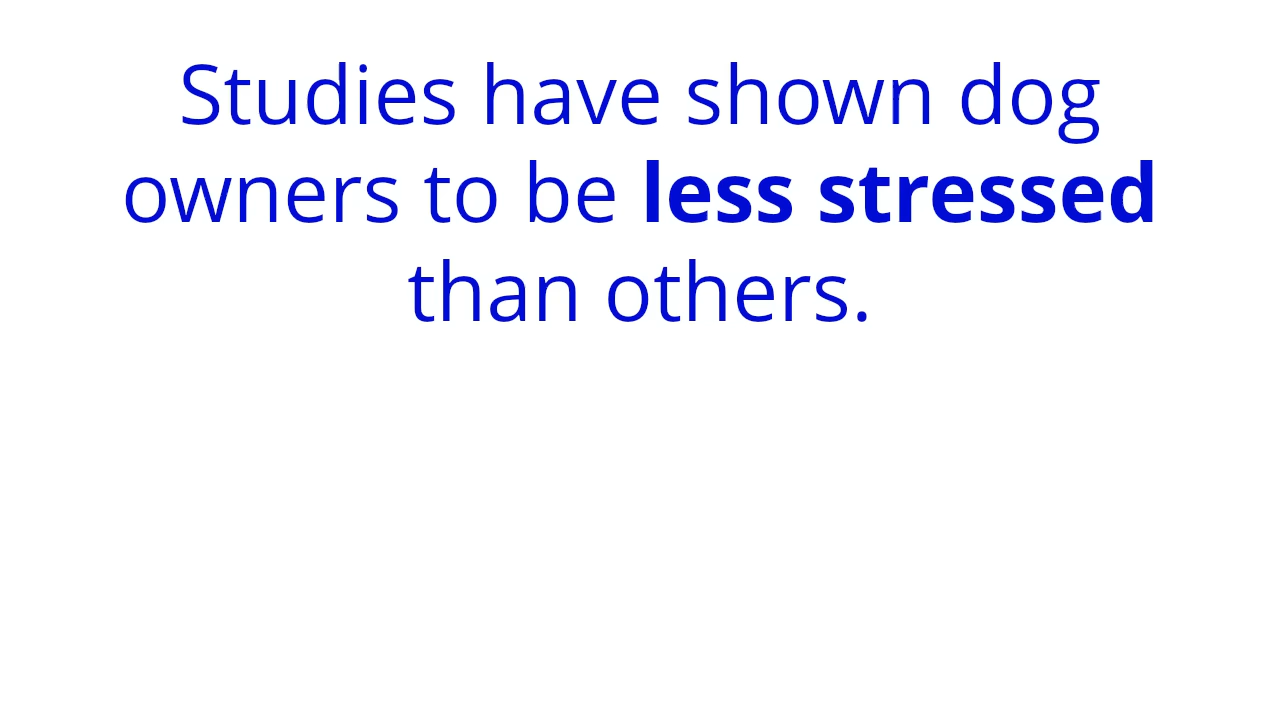 Studies have shown dog
owners to be less stressed
than others.